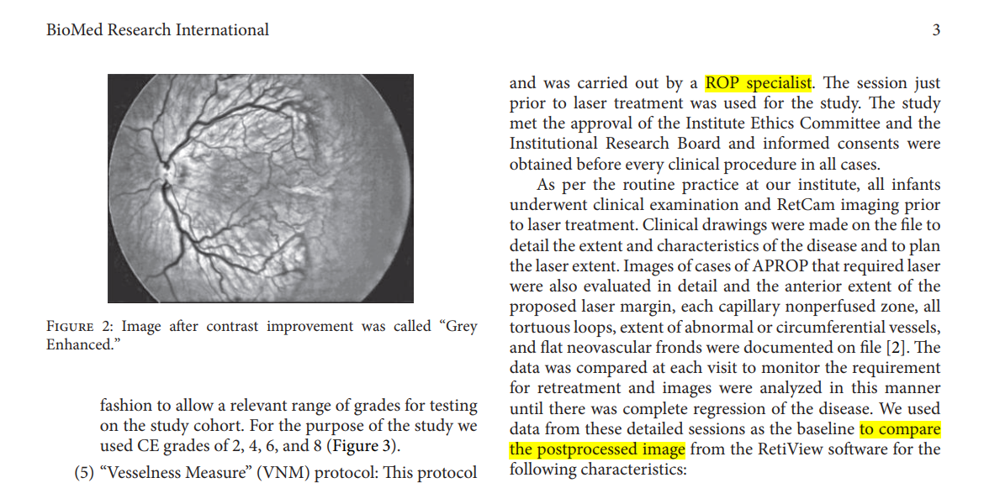 BioMed Research International
3
FIGURE 2: Image after contrast improvement was called “Grey
Enhanced.”
fashion to allow a relevant range of grades for testing
on the study cohort. For the purpose of the study we
used CE grades of 2, 4, 6, and 8 (Figure 3).
(5) “Vesselness Measure” (VNM) protocol: This protocol
and was carried out by a ROP specialist. The session just
prior to laser treatment was used for the study. The study
met the approval of the Institute Ethics Committee and the
Institutional Research Board and informed consents were
obtained before every clinical procedure in all cases.
As per the routine practice at our institute, all infants
underwent clinical examination and RetCam imaging prior
to laser treatment. Clinical drawings were made on the file to
detail the extent and characteristics of the disease and to plan
the laser extent. Images of cases of APROP that required laser
were also evaluated in detail and the anterior extent of the
proposed laser margin, each capillary nonperfused zone, all
tortuous loops, extent of abnormal or circumferential vessels,
and flat neovascular fronds were documented on file [2]. The
data was compared at each visit to monitor the requirement
for retreatment and images were analyzed in this manner
until there was complete regression of the disease. We used
data from these detailed sessions as the baseline to compare
the postprocessed image from the RetiView software for the
following characteristics: